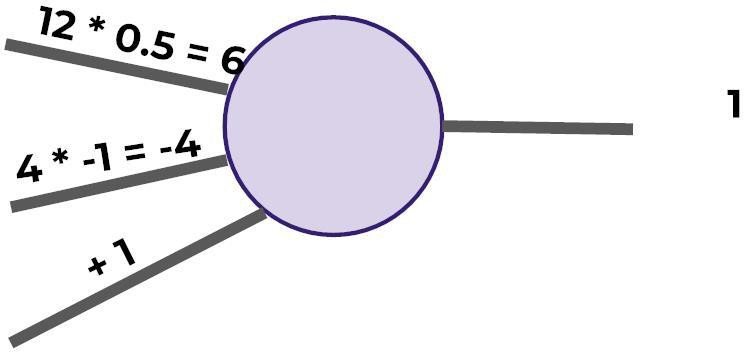 12 * 0.5 = 6
4 * -1 = -4
+ 1
1